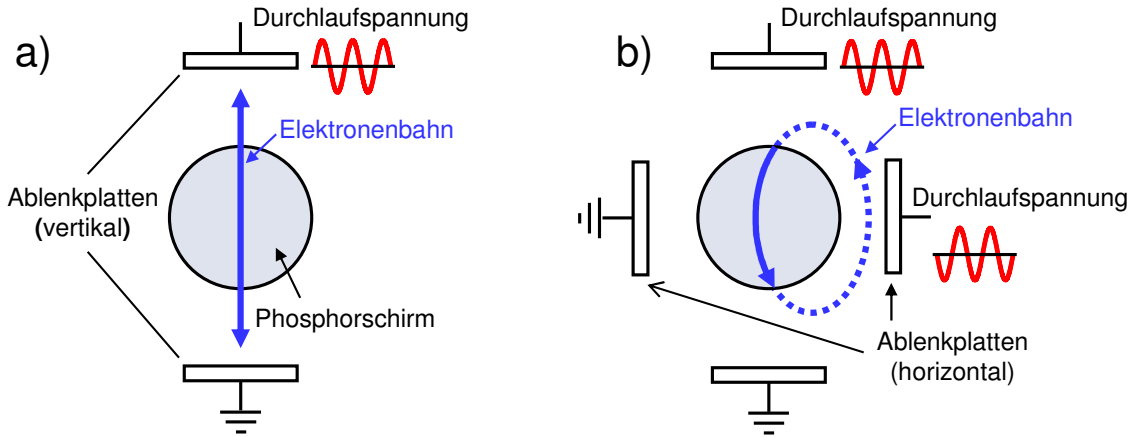 a)
Durchlaufspannung
Elektronenbahn
Ablenkplatten
(vertikal)
Phosphorschirm
b)
Durchlaufspannung
Elektronenbahn
Durchlaufspannung
Ablenkplatten
(horizontal)